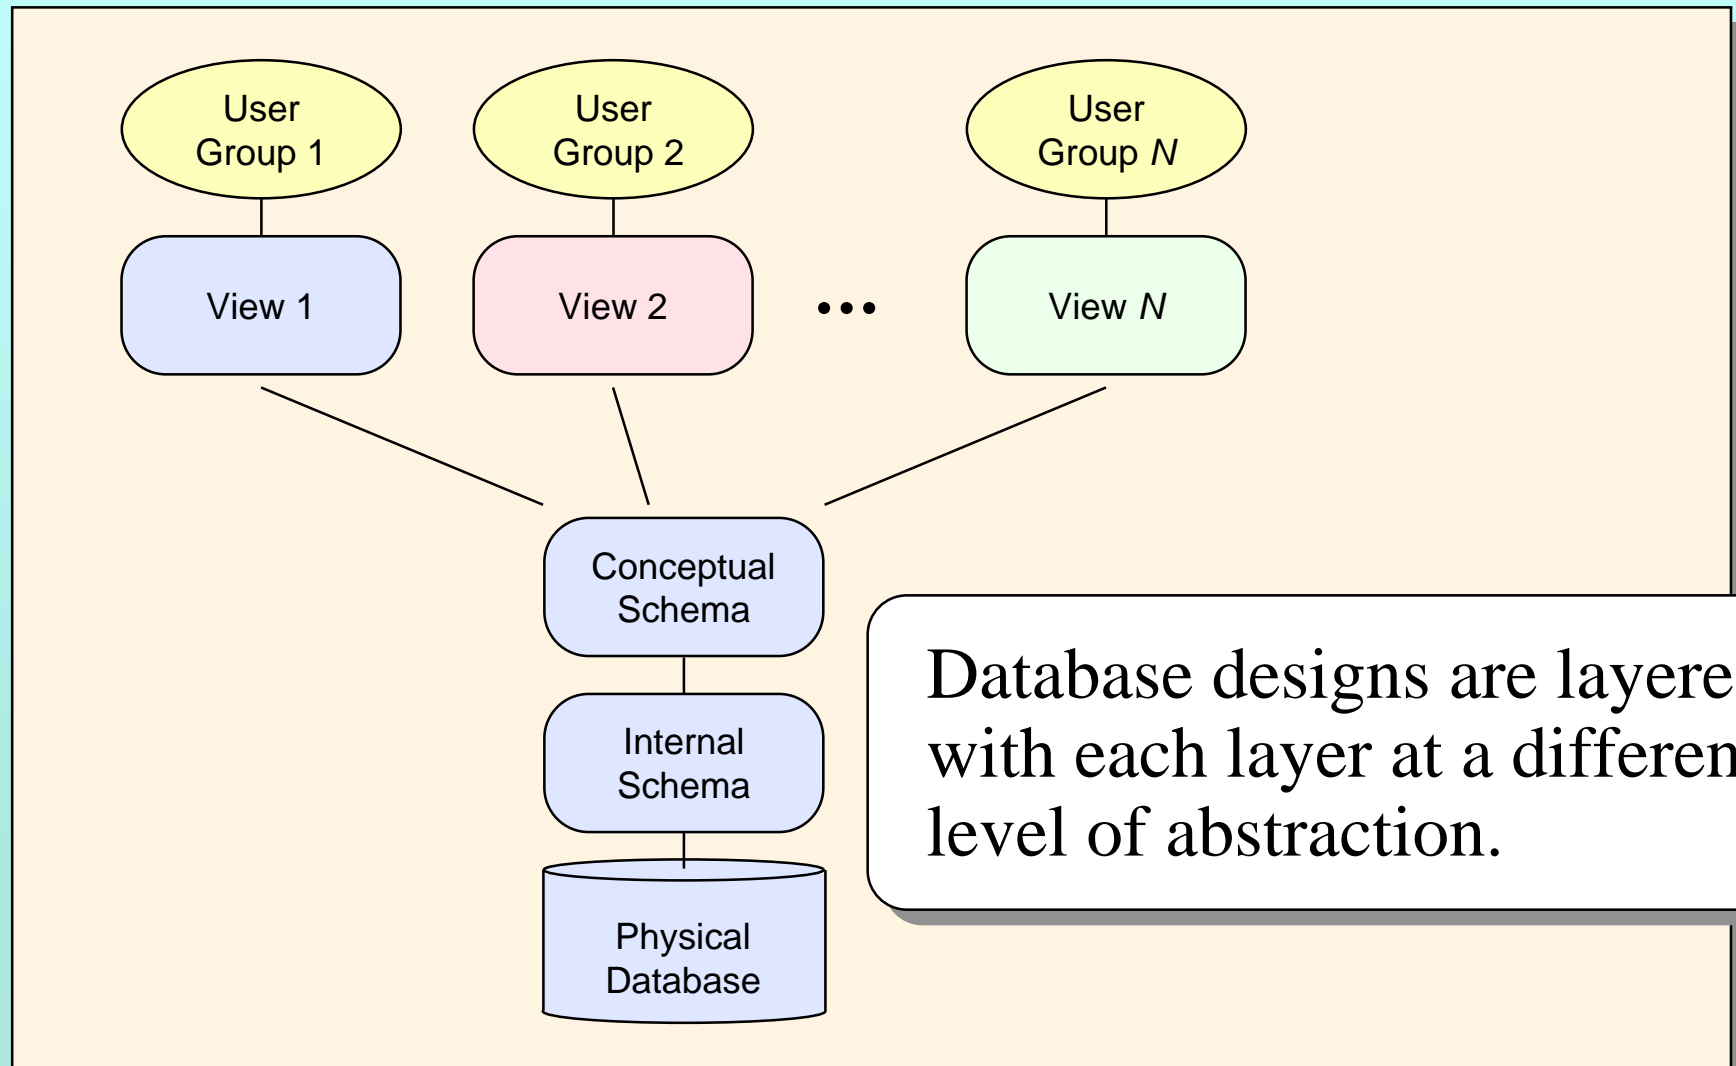 User
Group 1
User
Group 2
User
Group N
View 1
View 2
•••
View N
Conceptual
Schema
Internal
Schema
Physical
Database
Database designs are layere
with each layer at a differen
level of abstraction.